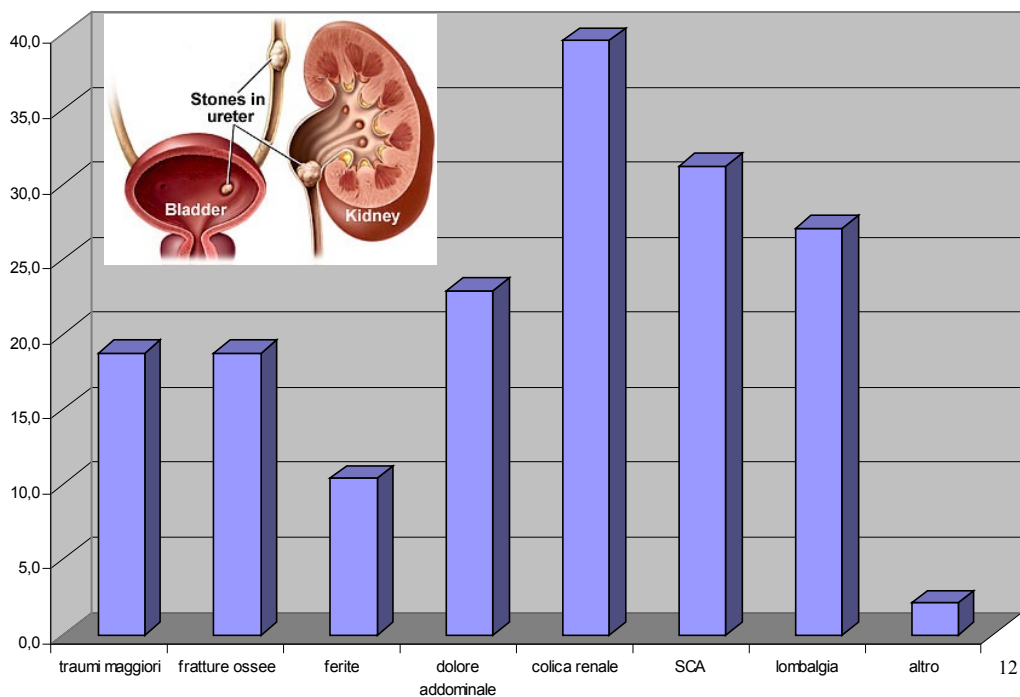 40,0
35,0
30,0
25,0
20,0
15,0
10,0
5,0
0,0
Stones in
ureter
Bladder
Kidney
traumi maggiori
fratture ossee
ferite
dolore
addominale
colica renale
SCA
lombalgia
altro
12